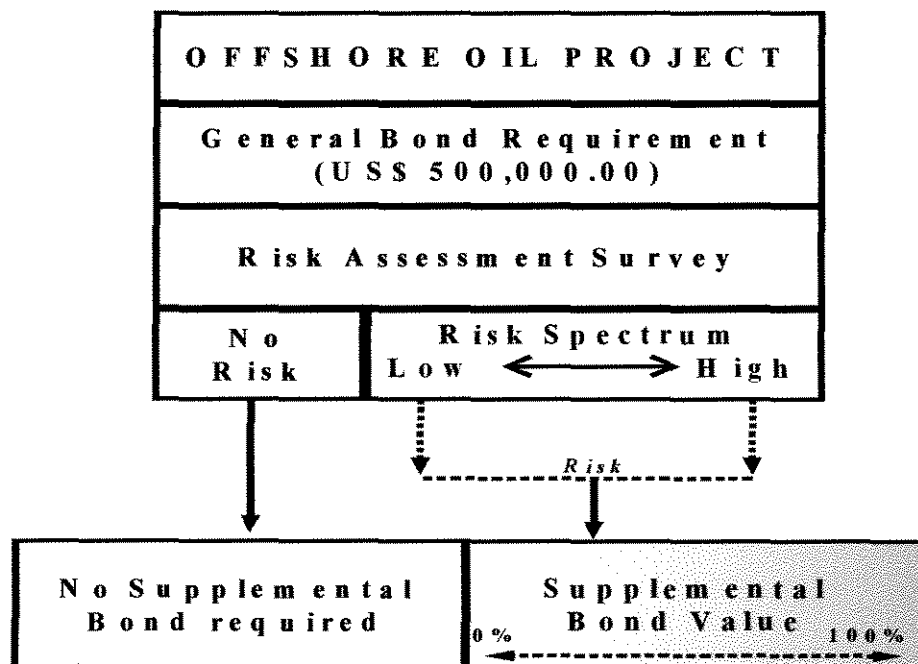 OFFSHORE OIL PROJECT
General Bond Requirement
(US$ 500,000.00)
Risk Assessment Survey
No
Risk
Risk Spectrum
Low High
Risk
No Supplemental
Bond required
Supplemental
Bond Value
0% 100%